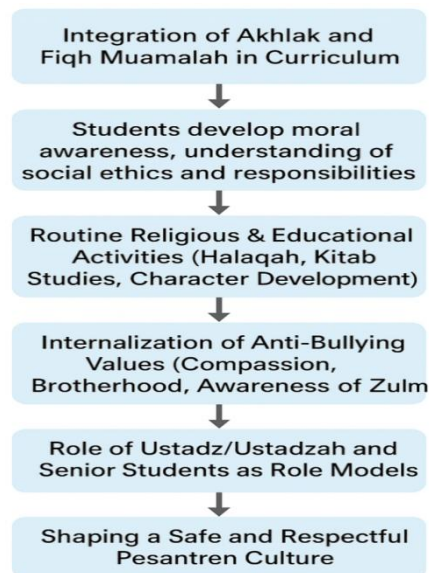 Integration of Akhlak and
Fiqh Muamalah in Curriculum
Students develop moral
awareness, understanding of
social ethics and responsibilities
Routine Religious & Educational
Activities (Halaqah, Kitab
Studies, Character Development)
Internalization of Anti-Bullying
Values (Compassion,
Brotherhood, Awareness of Zulm
Role of Ustadz/Ustadzah and
Senior Students as Role Models
Shaping a Safe and Respectful
Pesantren Culture